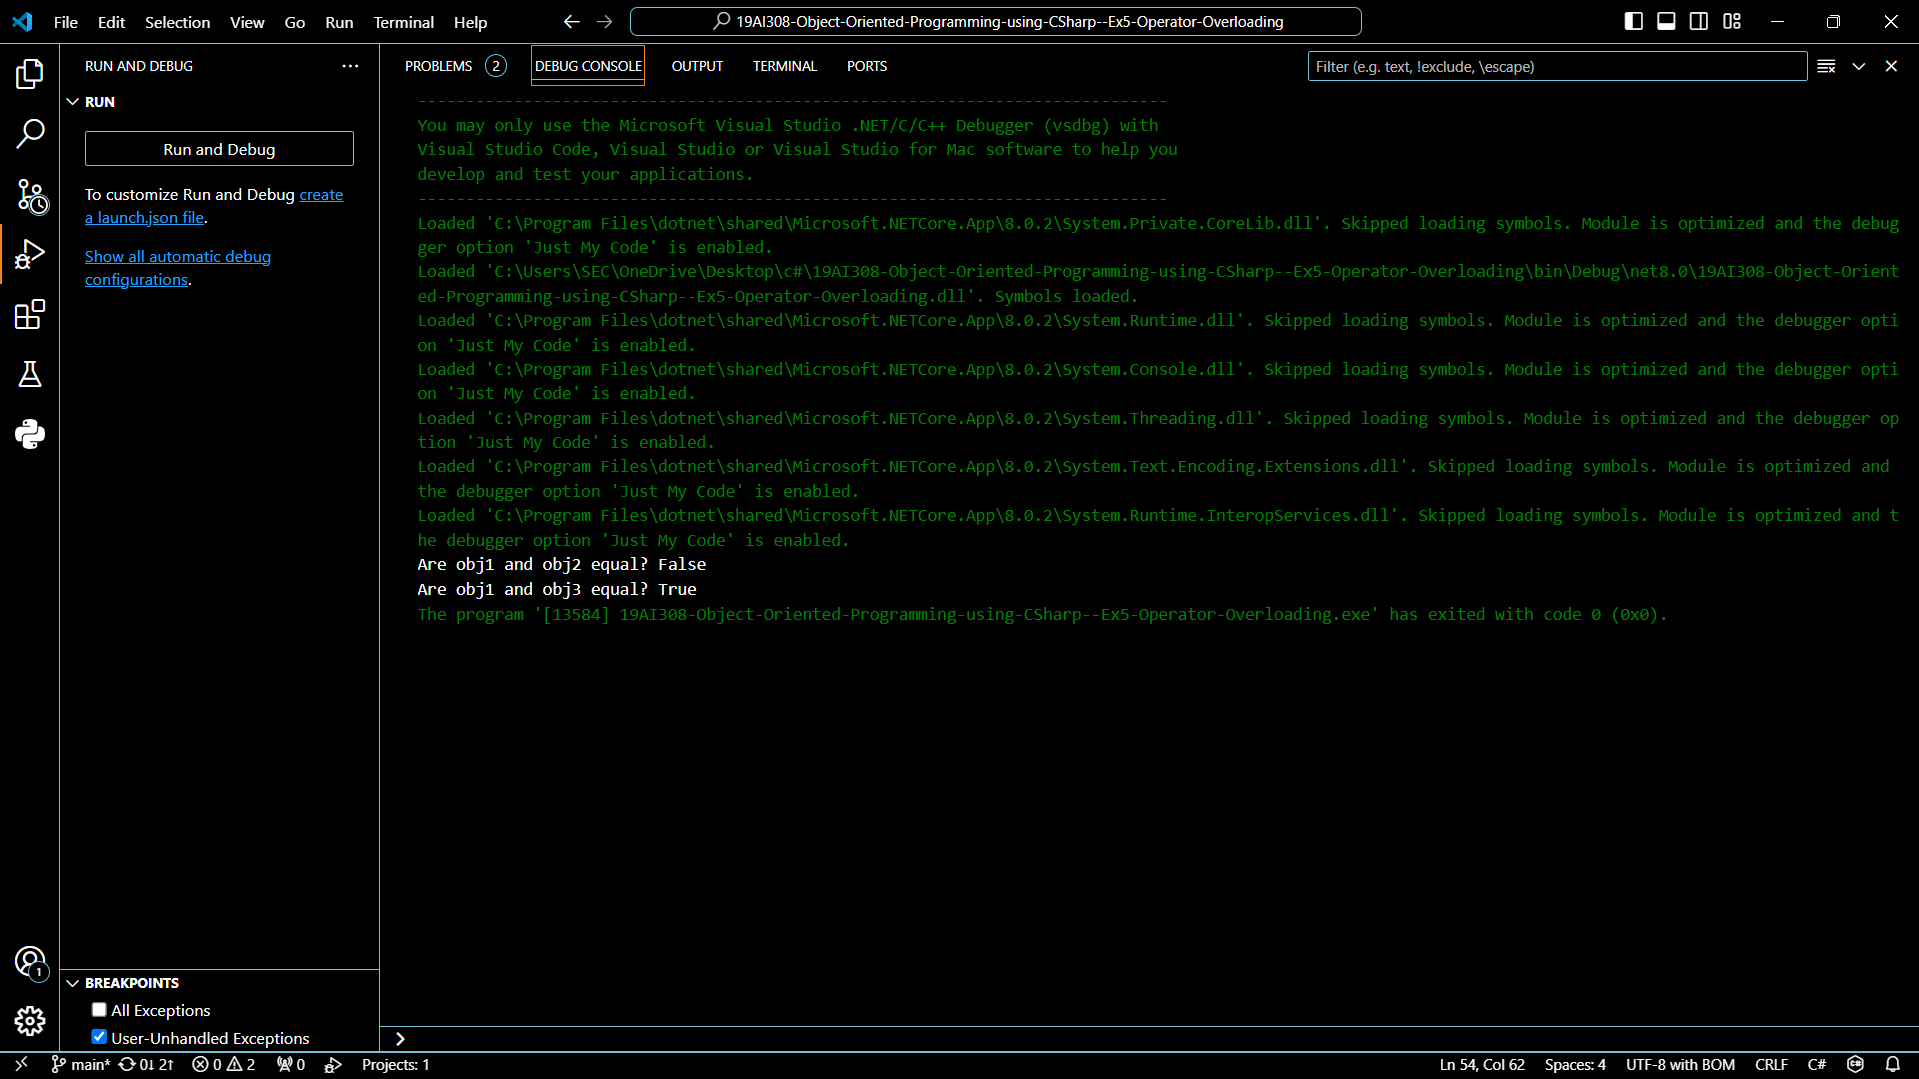 File Edit Selection View Go Run Terminal Help
19AI308-Object-Oriented-Programming-using-CSharp--Ex5-Operator-Overloading
RUN AND DEBUG
RUN
Run and Debug
To customize Run and Debug create
a launch.json file.
Show all automatic debug
configurations.
PROBLEMS 2 DEBUG CONSOLE OUTPUT TERMINAL PORTS
Filter (e.g. text, !exclude, \escape)
------------------------------------------------------------------------------
You may only use the Microsoft Visual Studio .NET/C/C++ Debugger (vsdbg) with
Visual Studio Code, Visual Studio or Visual Studio for Mac software to help you
develop and test your applications.
------------------------------------------------------------------------------
Loaded 'C:\Program Files\dotnet\shared\Microsoft.NETCore.App\8.0.2\System.Private.CoreLib.dll'. Skipped loading symbols. Module is optimized and the debug
ger option 'Just My Code' is enabled.
Loaded 'C:\Users\SEC\OneDrive\Desktop\c#\19AI308-Object-Oriented-Programming-using-CSharp--Ex5-Operator-Overloading\bin\Debug\net8.0\19AI308-Object-Orient
ed-Programming-using-CSharp--Ex5-Operator-Overloading.dll'. Symbols loaded.
Loaded 'C:\Program Files\dotnet\shared\Microsoft.NETCore.App\8.0.2\System.Runtime.dll'. Skipped loading symbols. Module is optimized and the debugger opti
on 'Just My Code' is enabled.
Loaded 'C:\Program Files\dotnet\shared\Microsoft.NETCore.App\8.0.2\System.Console.dll'. Skipped loading symbols. Module is optimized and the debugger opti
on 'Just My Code' is enabled.
Loaded 'C:\Program Files\dotnet\shared\Microsoft.NETCore.App\8.0.2\System.Threading.dll'. Skipped loading symbols. Module is optimized and the debugger op
tion 'Just My Code' is enabled.
Loaded 'C:\Program Files\dotnet\shared\Microsoft.NETCore.App\8.0.2\System.Text.Encoding.Extensions.dll'. Skipped loading symbols. Module is optimized and
the debugger option 'Just My Code' is enabled.
Loaded 'C:\Program Files\dotnet\shared\Microsoft.NETCore.App\8.0.2\System.Runtime.InteropServices.dll'. Skipped loading symbols. Module is optimized and t
he debugger option 'Just My Code' is enabled.
Are obj1 and obj2 equal? False
Are obj1 and obj3 equal? True
The program '[13584] 19AI308-Object-Oriented-Programming-using-CSharp--Ex5-Operator-Overloading.exe' has exited with code 0 (0x0).
1
BREAKPOINTS
All Exceptions
User-Unhandled Exceptions
main* 0↓ 2↑ 0 2 0 Projects: 1 Ln 54, Col 62 Spaces: 4 UTF-8 with BOM CRLF C#